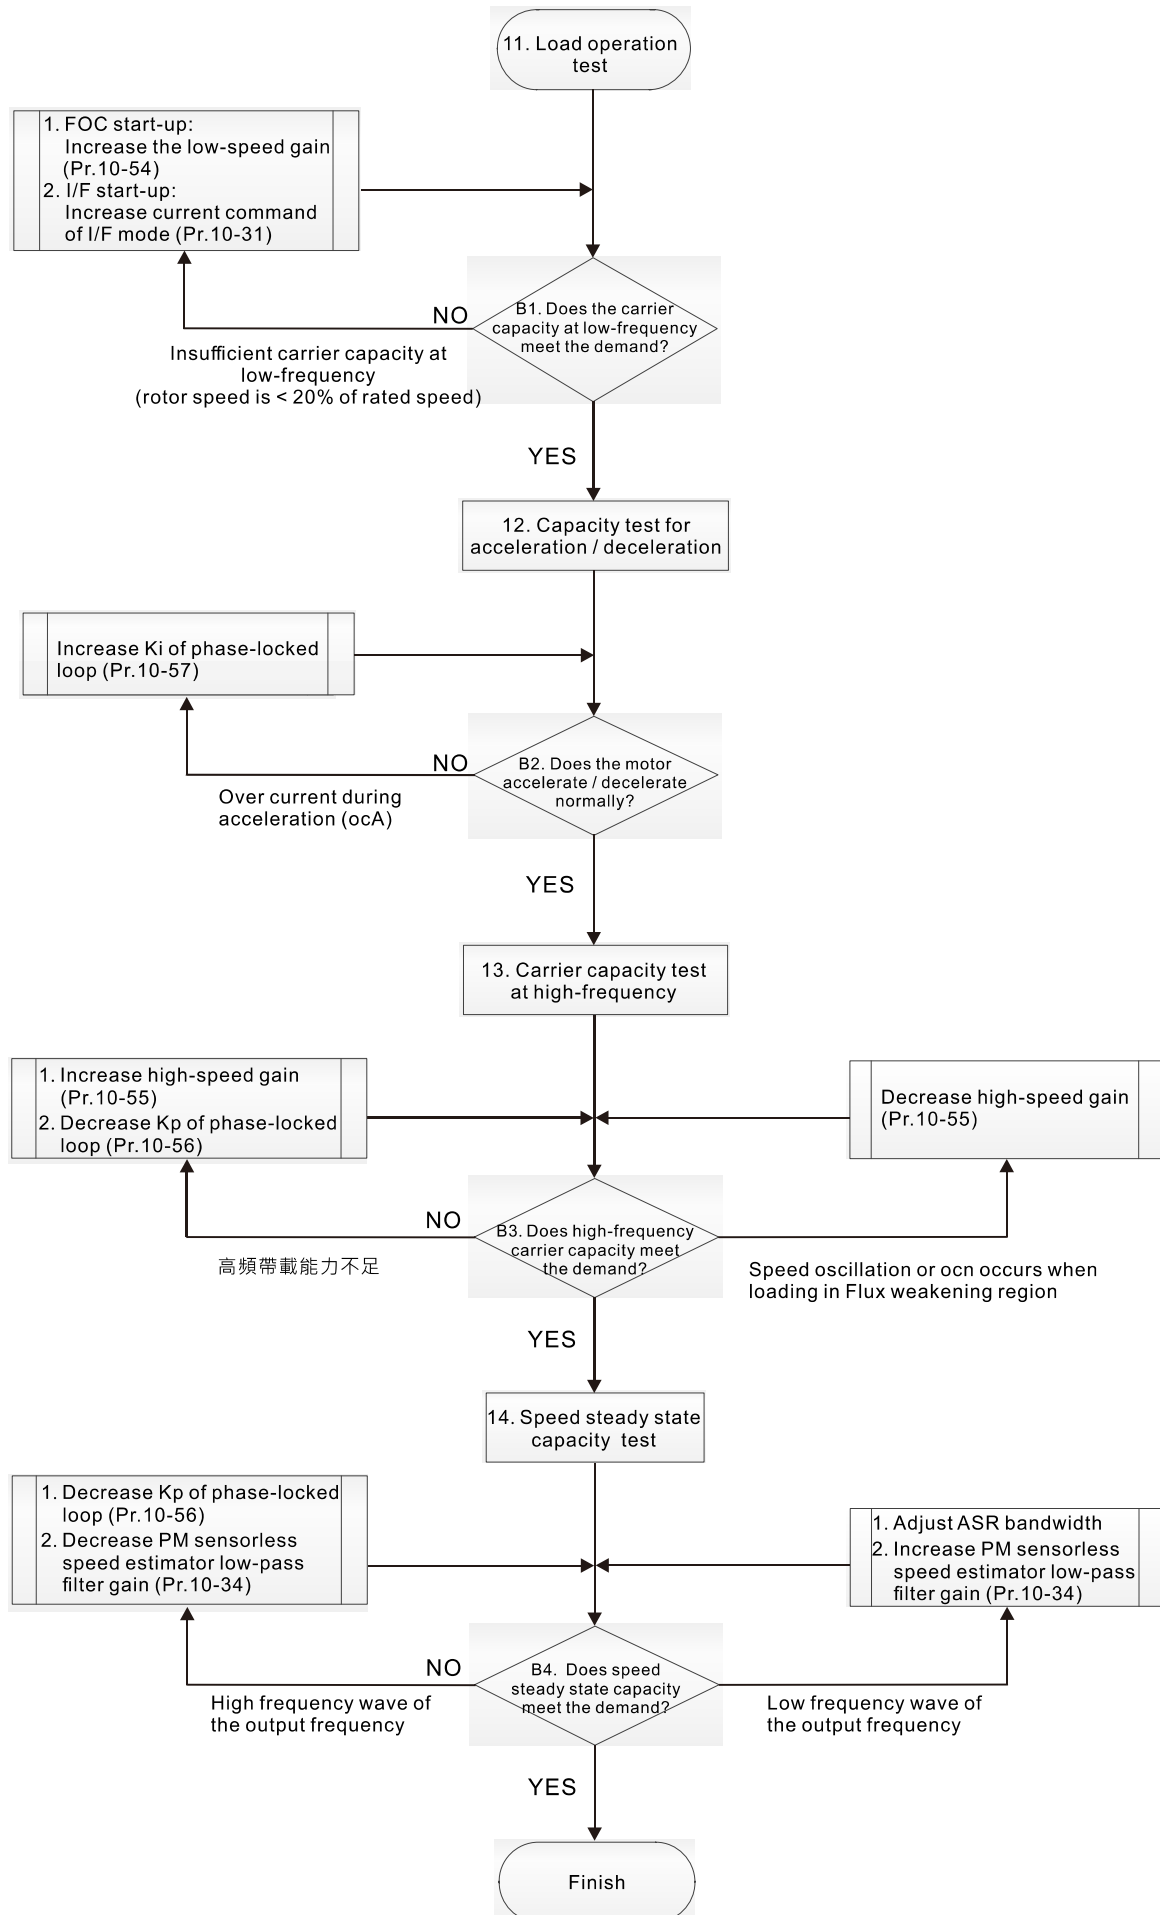 11. Load operation
test
1. FOC start-up:
Increase the low-speed gain
(Pr.10-54)
2. I/F start-up:
Increase current command
of I/F mode (Pr.10-31)
NO
B1. Does the carrier
capacity at low-frequency
meet the demand?
Insufficient carrier capacity at
low-frequency
(rotor speed is < 20% of rated speed)
YES
12. Capacity test for
acceleration / deceleration
Increase Ki of phase-locked
loop (Pr.10-57)
NO
B2. Does the motor
accelerate / decelerate
normally?
Over current during
acceleration (ocA)
YES
13. Carrier capacity test
at high-frequency
1. Increase high-speed gain
(Pr.10-55)
2. Decrease Kp of phase-locked
loop (Pr.10-56)
Decrease high-speed gain
(Pr.10-55)
NO
B3. Does high-frequency
carrier capacity meet
the demand?
高頻帶載能力不足
Speed oscillation or ocn occurs when
loading in Flux weakening region
YES
14. Speed steady state
capacity test
1. Decrease Kp of phase-locked
loop (Pr.10-56)
2. Decrease PM sensorless
speed estimator low-pass
filter gain (Pr.10-34)
1. Adjust ASR bandwidth
2. Increase PM sensorless
speed estimator low-pass
filter gain (Pr.10-34)
NO
B4. Does speed
steady state capacity
meet the demand?
High frequency wave of
the output frequency
Low frequency wave of
the output frequency
YES
Finish